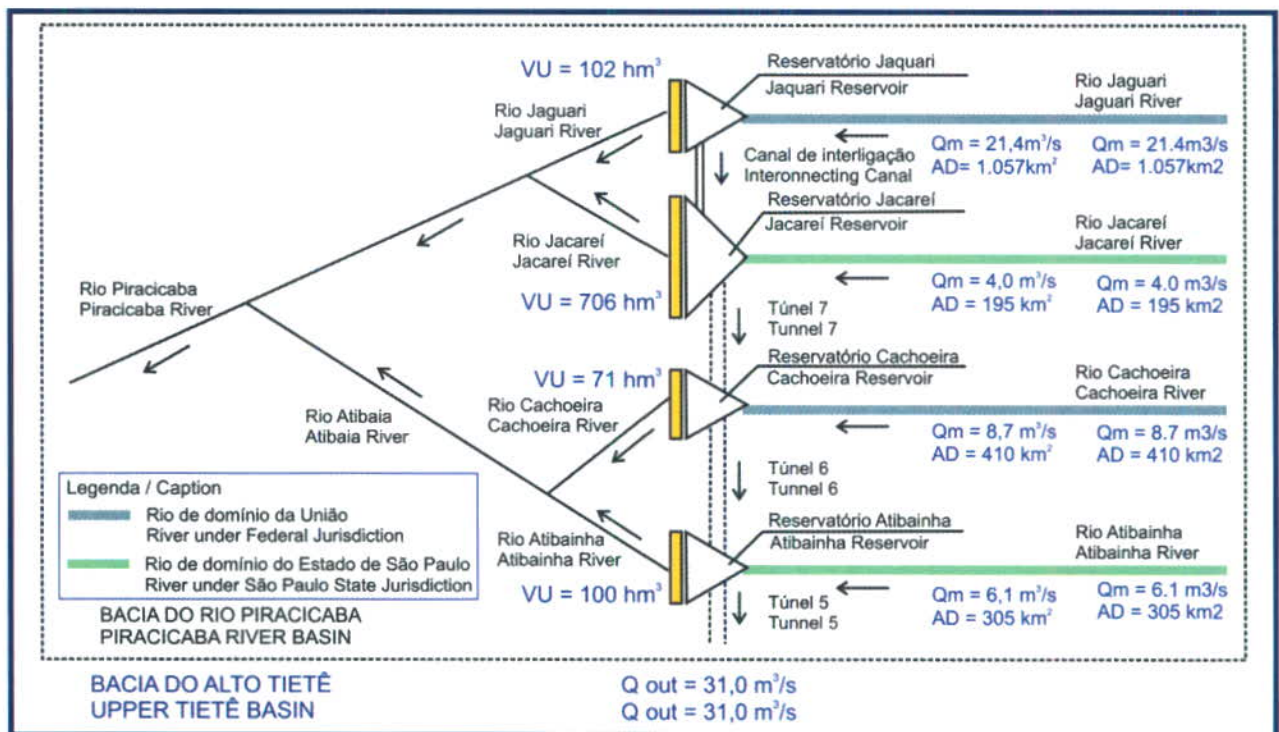 VU = 102 hm³
Reservatório Jaquari
Jaquari Reservoir
Rio Jaguari
Jaguari River
Rio Jaguari
Jaguari River
Qm = 21,4m³/s
AD= 1.057km²
Qm = 21.4m3/s
AD= 1.057km2
Canal de interligação
Interonnecting Canal
Reservatório Jacareí
Jacareí Reservoir
Rio Jacareí
Jacareí River
Rio Jacareí
Jacareí River
Qm = 4,0 m³/s
AD = 195 km²
Qm = 4.0 m3/s
AD = 195 km2
Rio Piracicaba
Piracicaba River
VU = 706 hm³
Túnel 7
Tunnel 7
VU = 71 hm³
Reservatório Cachoeira
Cachoeira Reservoir
Rio Cachoeira
Cachoeira River
Rio Atibaia
Atibaia River
Rio Cachoeira
Cachoeira River
Qm = 8,7 m³/s
AD = 410 km²
Qm = 8.7 m3/s
AD = 410 km2
Túnel 6
Tunnel 6
Legenda / Caption
Rio de domínio da União
River under Federal Jurisdiction
Rio de domínio do Estado de São Paulo
River under São Paulo State Jurisdiction
Rio Atibainha
Atibainha River
Reservatório Atibainha
Atibainha Reservoir
Rio Atibainha
Atibainha River
VU = 100 hm³
Túnel 5
Tunnel 5
Qm = 6,1 m³/s
AD = 305 km²
Qm = 6.1 m3/s
AD = 305 km2
BACIA DO RIO PIRACICABA
PIRACICABA RIVER BASIN
BACIA DO ALTO TIETÊ
UPPER TIETÊ BASIN
Q out = 31,0 m³/s
Q out = 31,0 m³/s